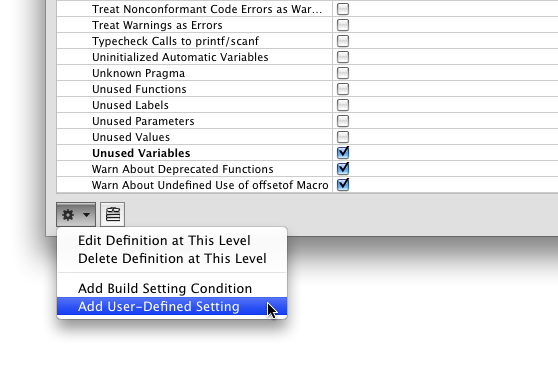 Treat Nonconformant Code Errors as War...
Treat Warnings as Errors
Typecheck Calls to printf/scanf
Uninitialized Automatic Variables
Unknown Pragma
Unused Functions
Unused Labels
Unused Parameters
Unused Values
Unused Variables
Warn About Deprecated Functions
Warn About Undefined Use of offsetof Macro
Edit Definition at This Level
Delete Definition at This Level
Add Build Setting Condition
Add User-Defined Setting